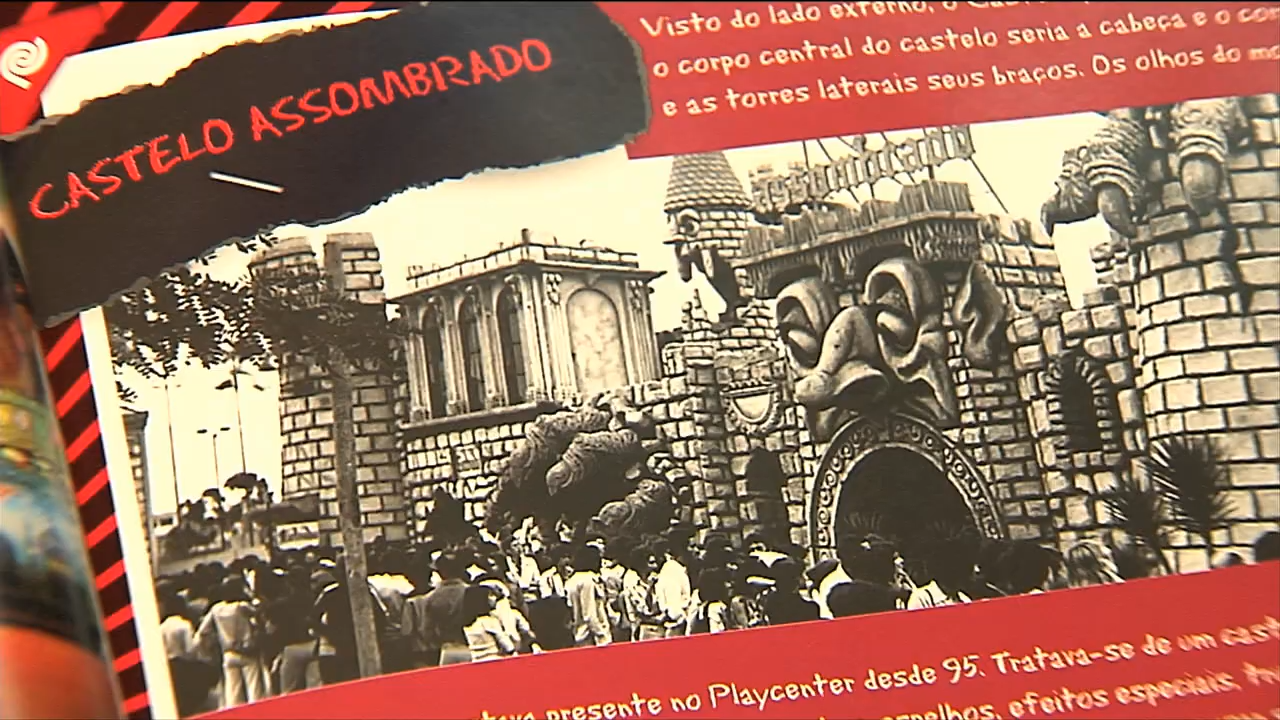 CASTELO ASSOMBRADO
Visto do lado externo, o
o corpo central do castelo seria a cabeça e o
e as torres laterais seus braços. Os olhos do
presente no Playcenter desde 95. Tratava-se de um
espelhos, efeitos especiais,